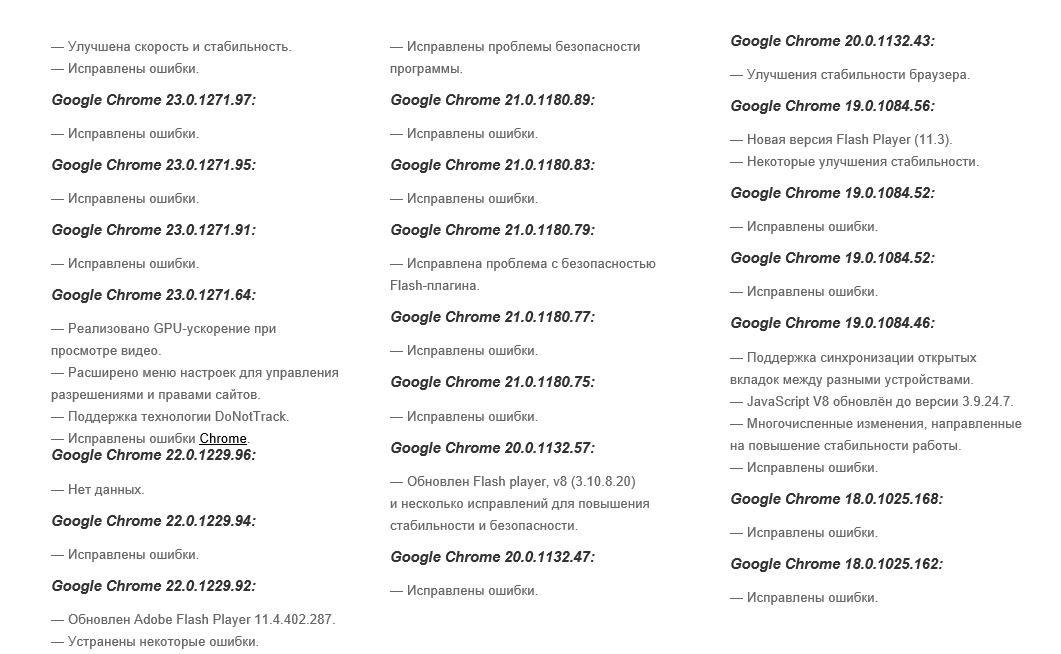 — Улучшена скорость и стабильность.
— Исправлены ошибки.
Google Chrome 23.0.1271.97:
— Исправлены ошибки.
Google Chrome 23.0.1271.95:
— Исправлены ошибки.
Google Chrome 23.0.1271.91:
— Исправлены ошибки.
Google Chrome 23.0.1271.64:
— Реализовано GPU-ускорение при
просмотре видео.
— Расширено меню настроек для управления
разрешениями и правами сайтов.
— Поддержка технологии DoNotTrack.
— Исправлены ошибки Chrome.
Google Chrome 22.0.1229.96:
— Нет данных.
Google Chrome 22.0.1229.94:
— Исправлены ошибки.
Google Chrome 22.0.1229.92:
— Обновлен Adobe Flash Player 11.4.402.287.
— Устранены некоторые ошибки.
— Исправлены проблемы безопасности
программы.
Google Chrome 21.0.1180.89:
— Исправлены ошибки.
Google Chrome 21.0.1180.83:
— Исправлены ошибки.
Google Chrome 21.0.1180.79:
— Исправлена проблема с безопасностью
Flash-плагина.
Google Chrome 21.0.1180.77:
— Исправлены ошибки.
Google Chrome 21.0.1180.75:
— Исправлены ошибки.
Google Chrome 20.0.1132.57:
— Обновлен Flash player, v8 (3.10.8.20)
и несколько исправлений для повышения
стабильности и безопасности.
Google Chrome 20.0.1132.47:
— Исправлены ошибки.
Google Chrome 20.0.1132.43:
— Улучшения стабильности браузера.
Google Chrome 19.0.1084.56:
— Новая версия Flash Player (11.3).
— Некоторые улучшения стабильности.
Google Chrome 19.0.1084.52:
— Исправлены ошибки.
Google Chrome 19.0.1084.52:
— Исправлены ошибки.
Google Chrome 19.0.1084.46:
— Поддержка синхронизации открытых
вкладок между разными устройствами.
— JavaScript V8 обновлён до версии 3.9.24.7.
— Многочисленные изменения, направленные
на повышение стабильности работы.
— Исправлены ошибки.
Google Chrome 18.0.1025.168:
— Исправлены ошибки.
Google Chrome 18.0.1025.162:
— Исправлены ошибки.